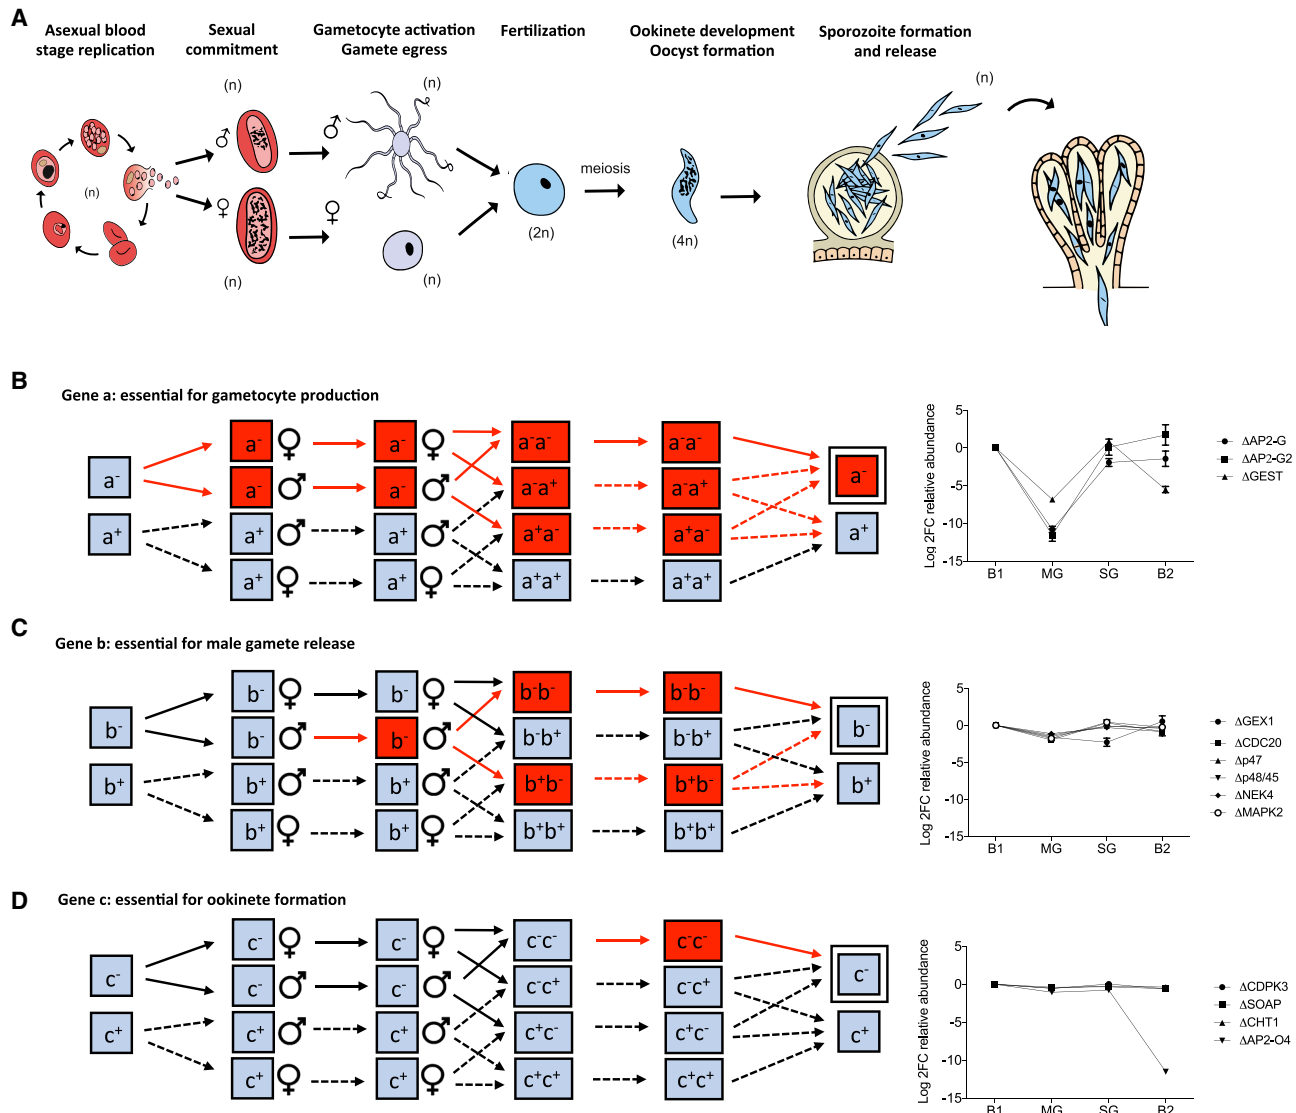 A
Asexual blood
stage replication
Sexual
commitment
Gametocyte activation
Gamete egress
Fertilization
Ookinete development
Oocyst formation
Sporozoite formation
and release
(n)
(n)
(n)
♂
♂
(n)
meiosis
♀
♀
(2n)
(4n)
(n)
(n)
B
Gene a: essential for gametocyte production
a⁻
a⁺
a⁻ ♀
a⁻ ♂
a⁺ ♂
a⁺ ♀
a⁻ ♀
a⁻ ♂
a⁺ ♂
a⁺ ♀
a⁻a⁻
a⁻a⁺
a⁺a⁻
a⁺a⁺
a⁻a⁻
a⁻a⁺
a⁺a⁻
a⁺a⁺
a⁻
a⁺
Log 2FC relative abundance
5
0
-5
-10
-15
B1 MG SG B2
ΔAP2-G
ΔAP2-G2
ΔGEST
C
Gene b: essential for male gamete release
b⁻
b⁺
b⁻ ♀
b⁻ ♂
b⁺ ♂
b⁺ ♀
b⁻ ♀
b⁻ ♂
b⁺ ♂
b⁺ ♀
b⁻b⁻
b⁻b⁺
b⁺b⁻
b⁺b⁺
b⁻b⁻
b⁻b⁺
b⁺b⁻
b⁺b⁺
b⁻
b⁺
Log 2FC relative abundance
5
0
-5
-10
-15
B1 MG SG B2
ΔGEX1
ΔCDC20
Δp47
Δp48/45
ΔNEK4
ΔMAPK2
D
Gene c: essential for ookinete formation
c⁻
c⁺
c⁻ ♀
c⁻ ♂
c⁺ ♂
c⁺ ♀
c⁻ ♀
c⁻ ♂
c⁺ ♂
c⁺ ♀
c⁻c⁻
c⁻c⁺
c⁺c⁻
c⁺c⁺
c⁻c⁻
c⁻c⁺
c⁺c⁻
c⁺c⁺
c⁻
c⁺
Log 2FC relative abundance
5
0
-5
-10
-15
B1 MG SG B2
ΔCDPK3
ΔSOAP
ΔCHT1
ΔAP2-O4